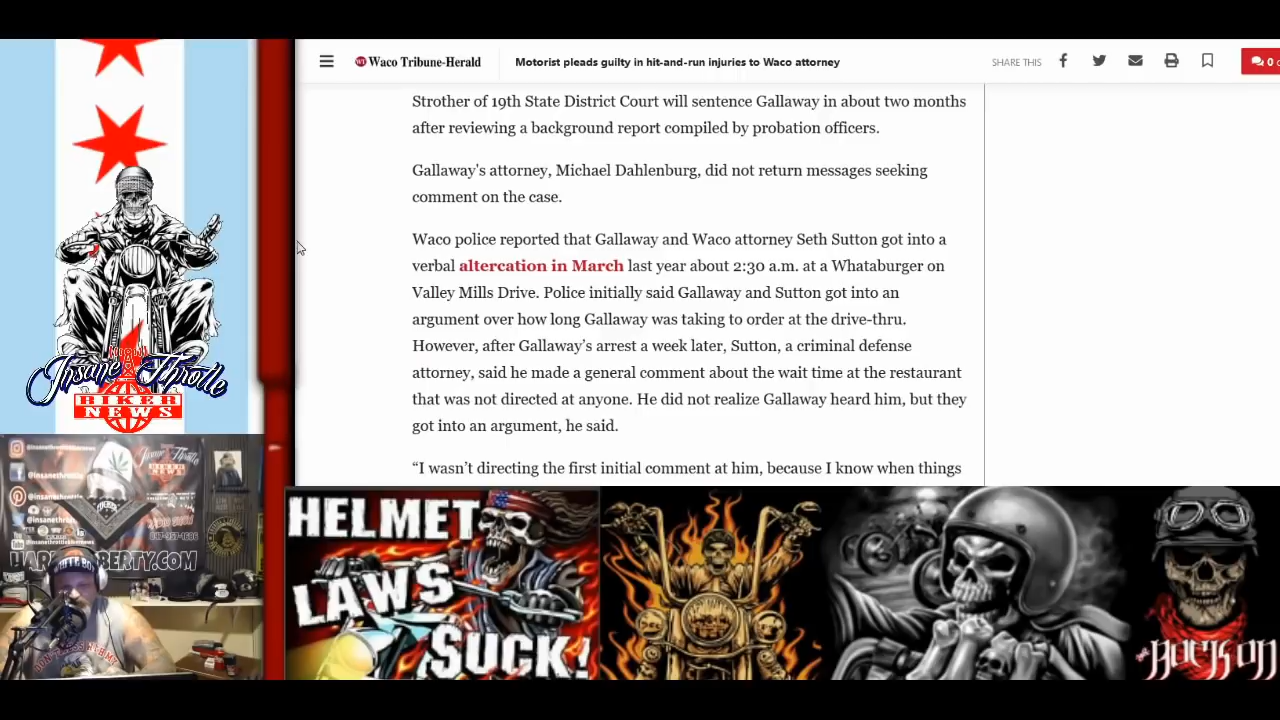 Waco Tribune-Herald
Motorist pleads guilty in hit-and-run injuries to Waco attorney
SHARE THIS
0
Strother of 19th State District Court will sentence Gallaway in about two months
after reviewing a background report compiled by probation officers.
Gallaway's attorney, Michael Dahlenburg, did not return messages seeking
comment on the case.
Waco police reported that Gallaway and Waco attorney Seth Sutton got into a
verbal altercation in March last year about 2:30 a.m. at a Whataburger on
Valley Mills Drive. Police initially said Gallaway and Sutton got into an
argument over how long Gallaway was taking to order at the drive-thru.
However, after Gallaway’s arrest a week later, Sutton, a criminal defense
attorney, said he made a general comment about the wait time at the restaurant
that was not directed at anyone. He did not realize Gallaway heard him, but they
got into an argument, he said.
“I wasn’t directing the first initial comment at him, because I know when things
Insane Throttle
BIKER
NEWS
HELMET
LAWS
SUCK!